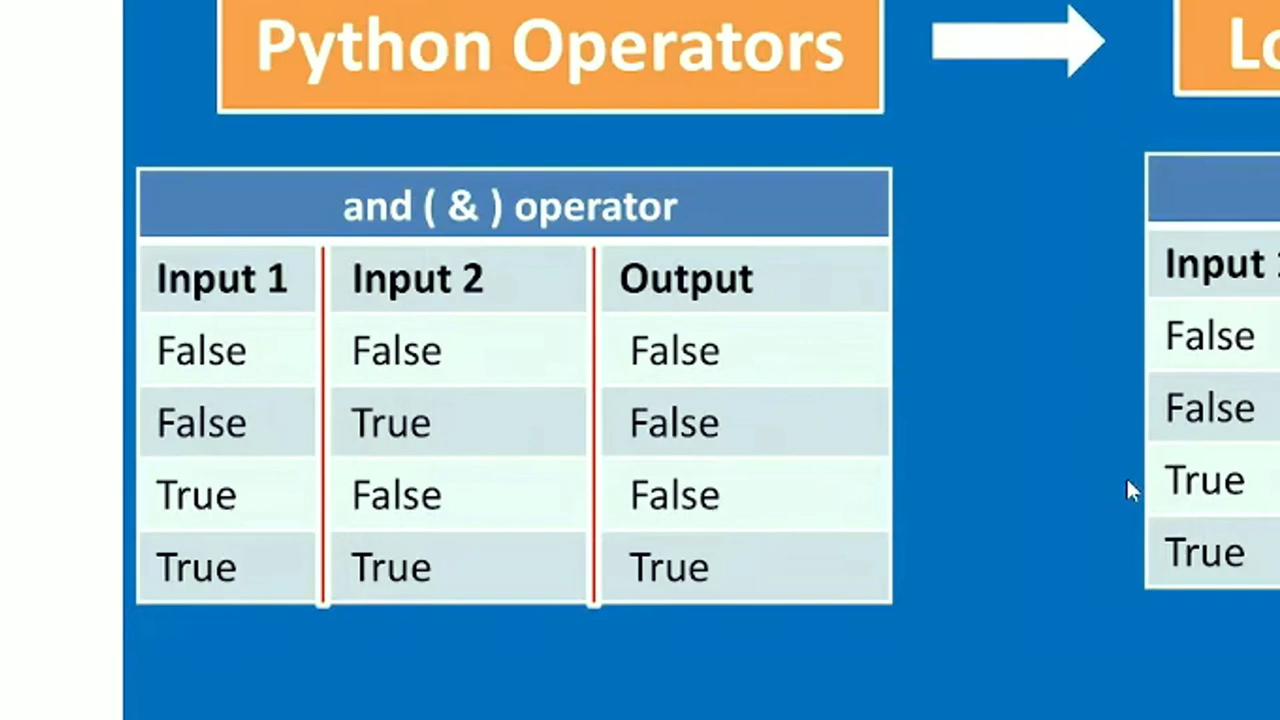 Python Operators
and ( & ) operator
Input 1 Input 2 Output
False False False
False True False
True False False
True True True
Input
False
False
True
True